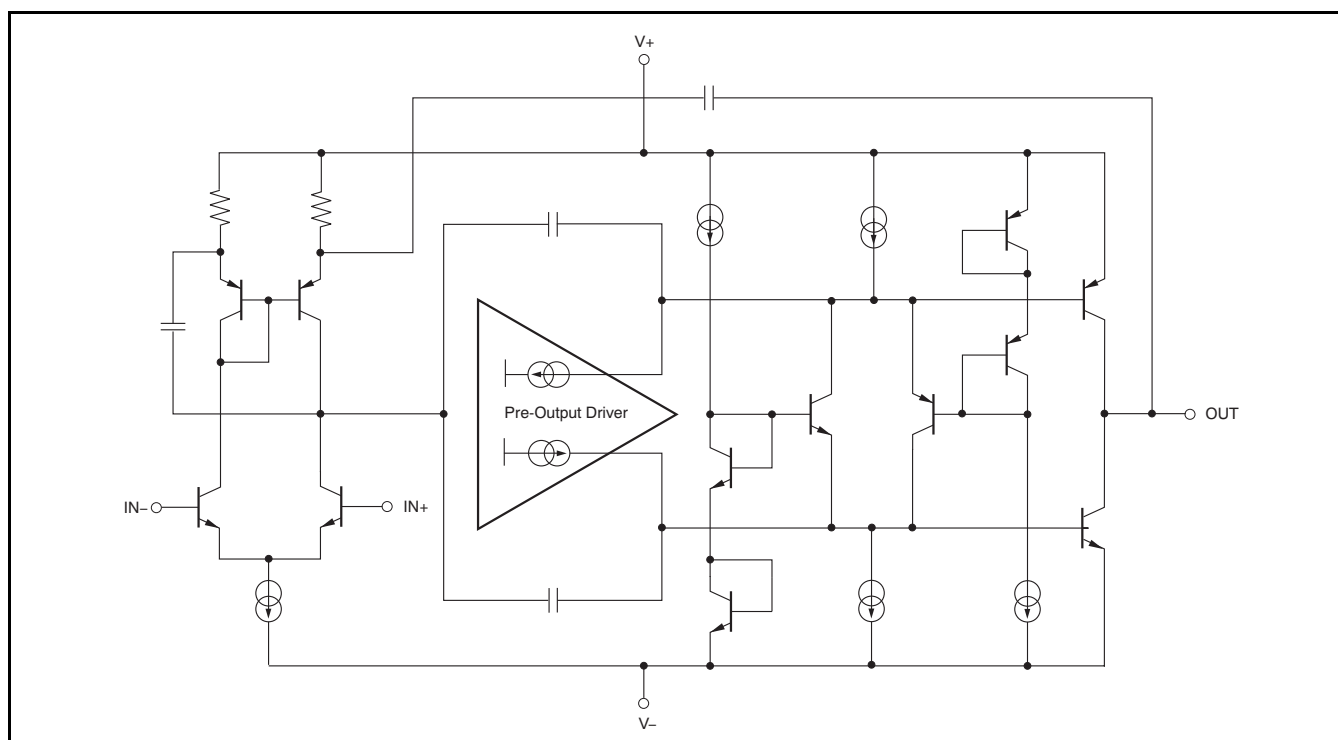 V+
Pre-Output Driver
OUT
IN–
IN+
V–